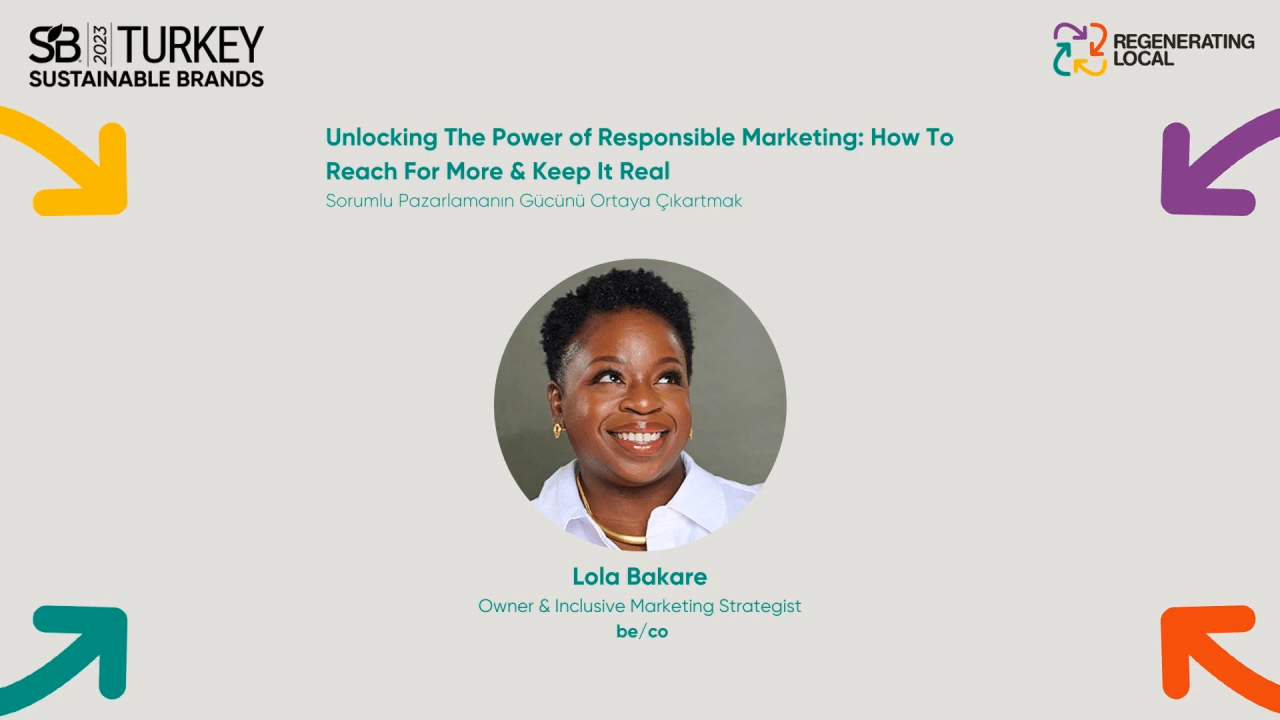 SB 2023 TURKEY
SUSTAINABLE BRANDS
REGENERATING
LOCAL
Unlocking The Power of Responsible Marketing: How To
Reach For More & Keep It Real
Sorumlu Pazarlamanın Gücünü Ortaya Çıkartmak
Lola Bakare
Owner & Inclusive Marketing Strategist
be/co